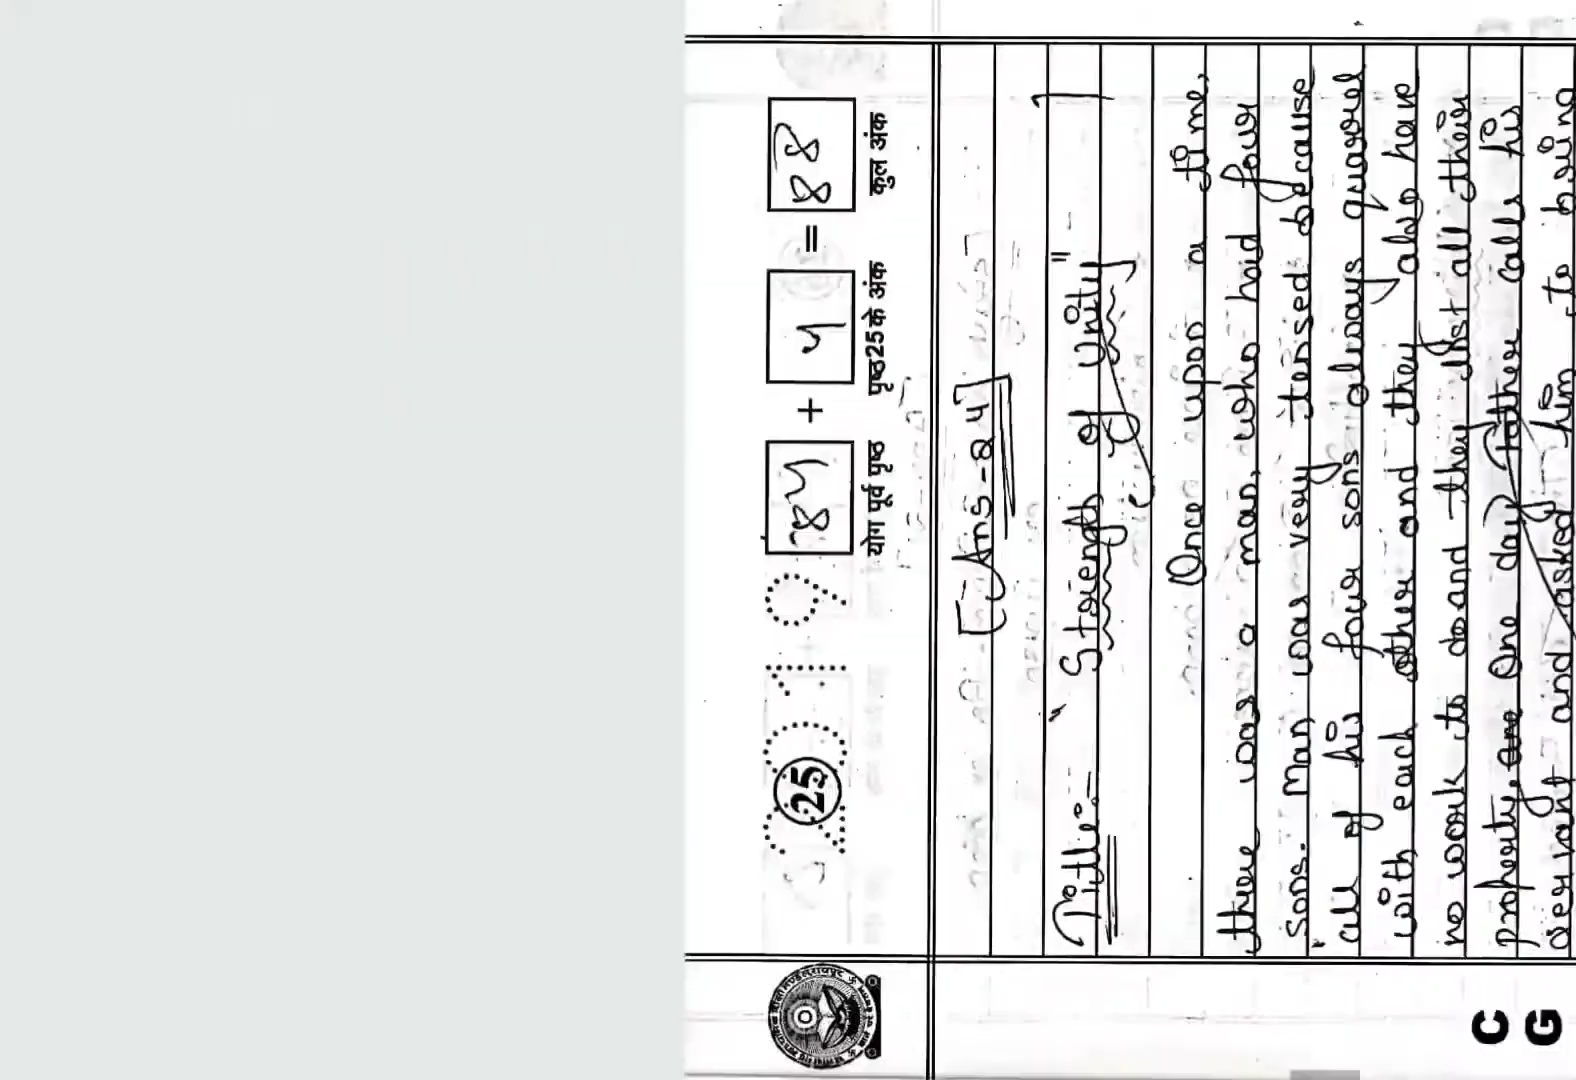 25
84 + 4 = 88
योग पूर्व पृष्ठ पृष्ठ 25 के अंक कुल अंक
[Ans-24]
Title:- "Strength of Unity" -
Once upon a time,
there was a man, who had four
sons. Man was very tensed because
all of his four sons always quarrel
with each other and they also have
no work to do and they lost all their
property, are One day father calls his
servant and asked him to bring
C
G